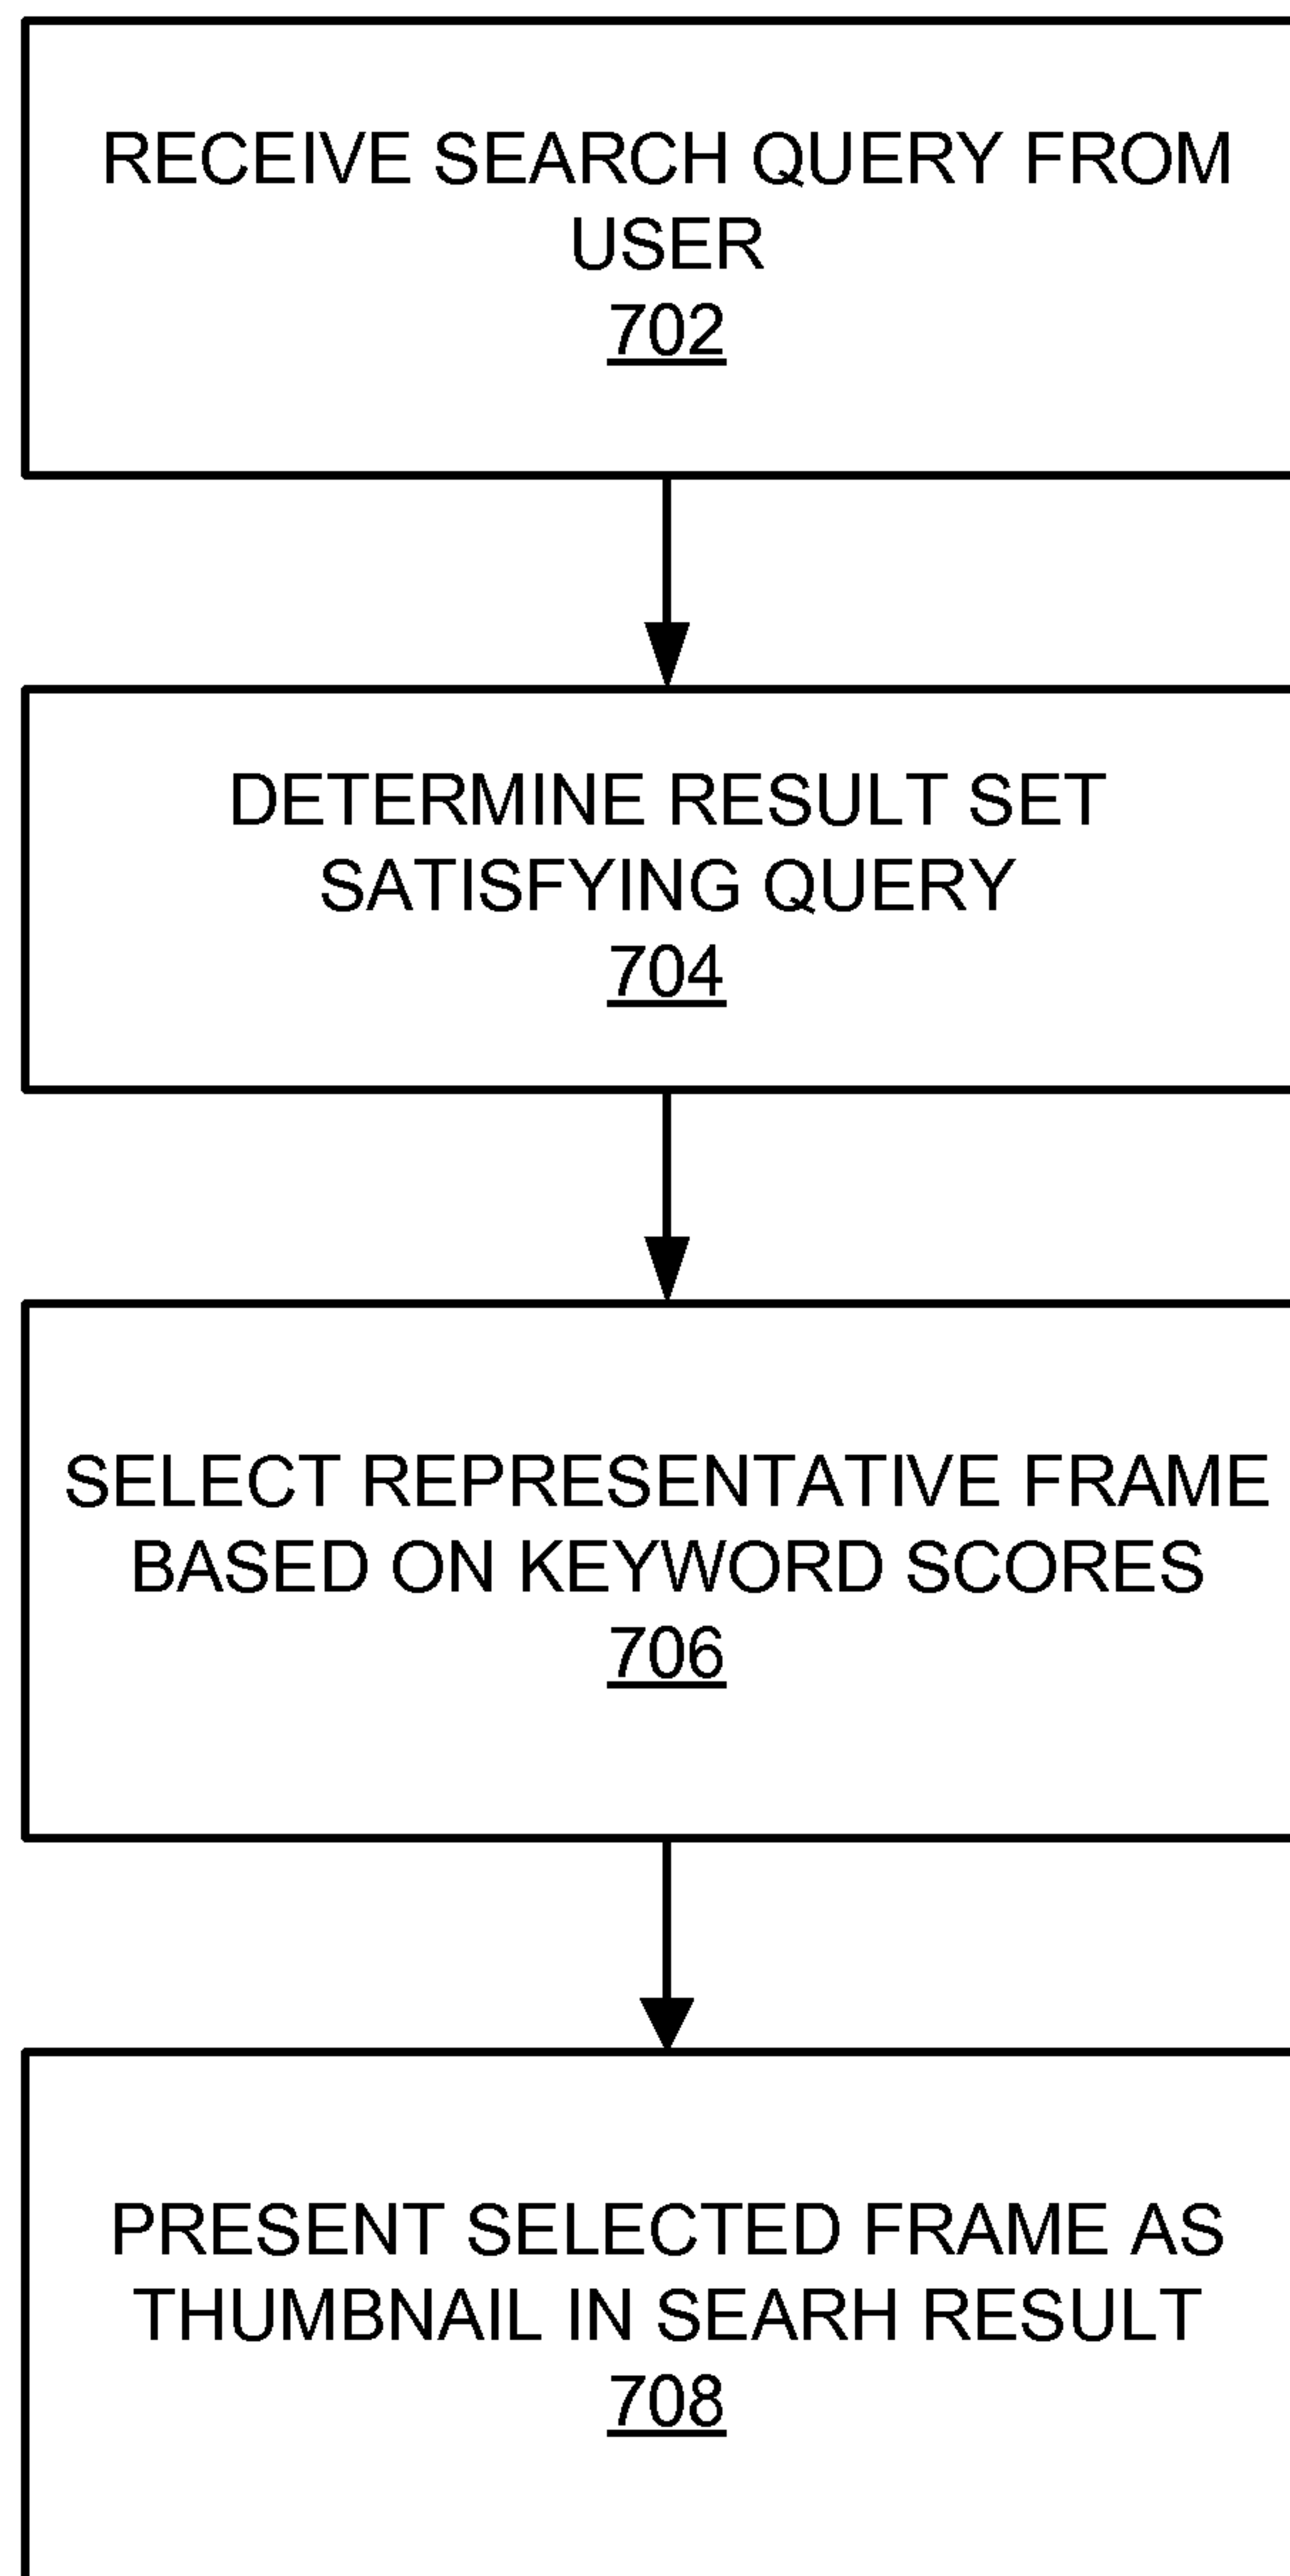 RECEIVE SEARCH QUERY FROM
USER
702
DETERMINE RESULT SET
SATISFYING QUERY
704
SELECT REPRESENTATIVE FRAME
BASED ON KEYWORD SCORES
706
PRESENT SELECTED FRAME AS
THUMBNAIL IN SEARH RESULT
708